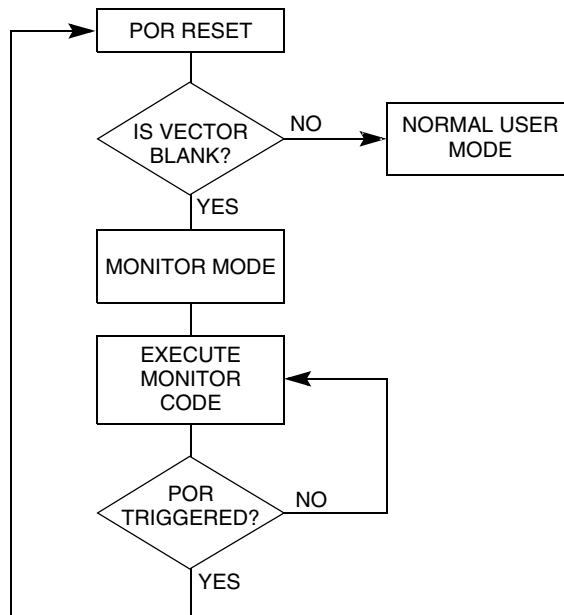 POR RESET
IS VECTOR
BLANK?
NO
NORMAL USER
MODE
YES
MONITOR MODE
EXECUTE
MONITOR
CODE
POR
TRIGGERED?
NO
YES